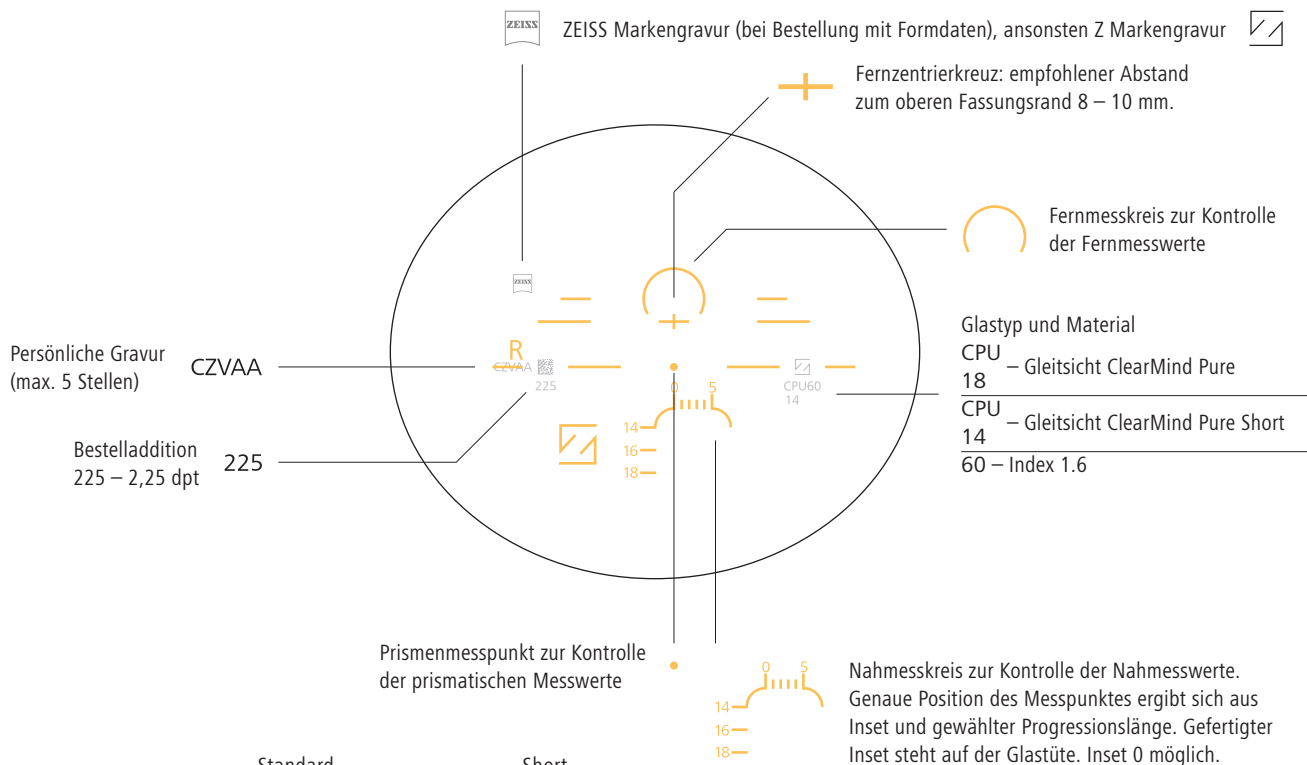 ZEISS
ZEISS Markengravur (bei Bestellung mit Formdaten), ansonsten Z Markengravur
Fernzentrierkreuz: empfohlener Abstand
zum oberen Fassungsrand 8 – 10 mm.
Fernmesskreis zur Kontrolle
der Fernmesswerte
ZEISS
Glastyp und Material
CPU
18
– Gleitsicht ClearMind Pure
CPU
14
– Gleitsicht ClearMind Pure Short
60 – Index 1.6
Persönliche Gravur
(max. 5 Stellen)
CZVAA
R
CZVAA
225
CPU60
14
0 5
14
16
18
Bestelladdition
225 – 2,25 dpt
225
Prismenmesspunkt zur Kontrolle
der prismatischen Messwerte
0 5
14
16
18
Nahmesskreis zur Kontrolle der Nahmesswerte.
Genaue Position des Messpunktes ergibt sich aus
Inset und gewählter Progressionslänge. Gefertigter
Inset steht auf der Glastüte. Inset 0 möglich.
Standard Short